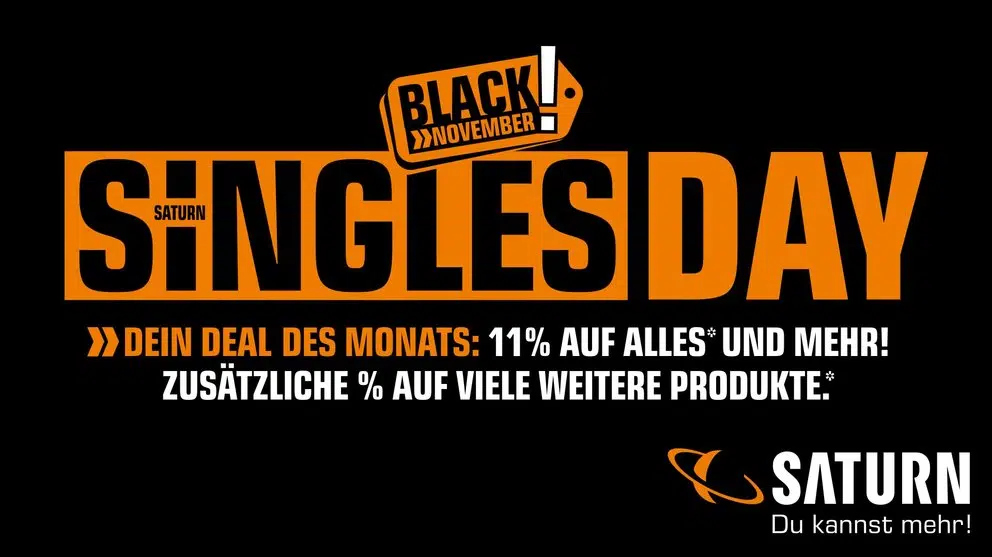 BLACK!
»NOVEMBER
SiNGLES DAY
SATURN
» DEIN DEAL DES MONATS: 11% AUF ALLES* UND MEHR!
ZUSÄTZLICHE % AUF VIELE WEITERE PRODUKTE.*
SATURN
Du kannst mehr!